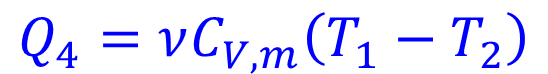 Q₄ = νC_{V,m}(T₁ − T₂)